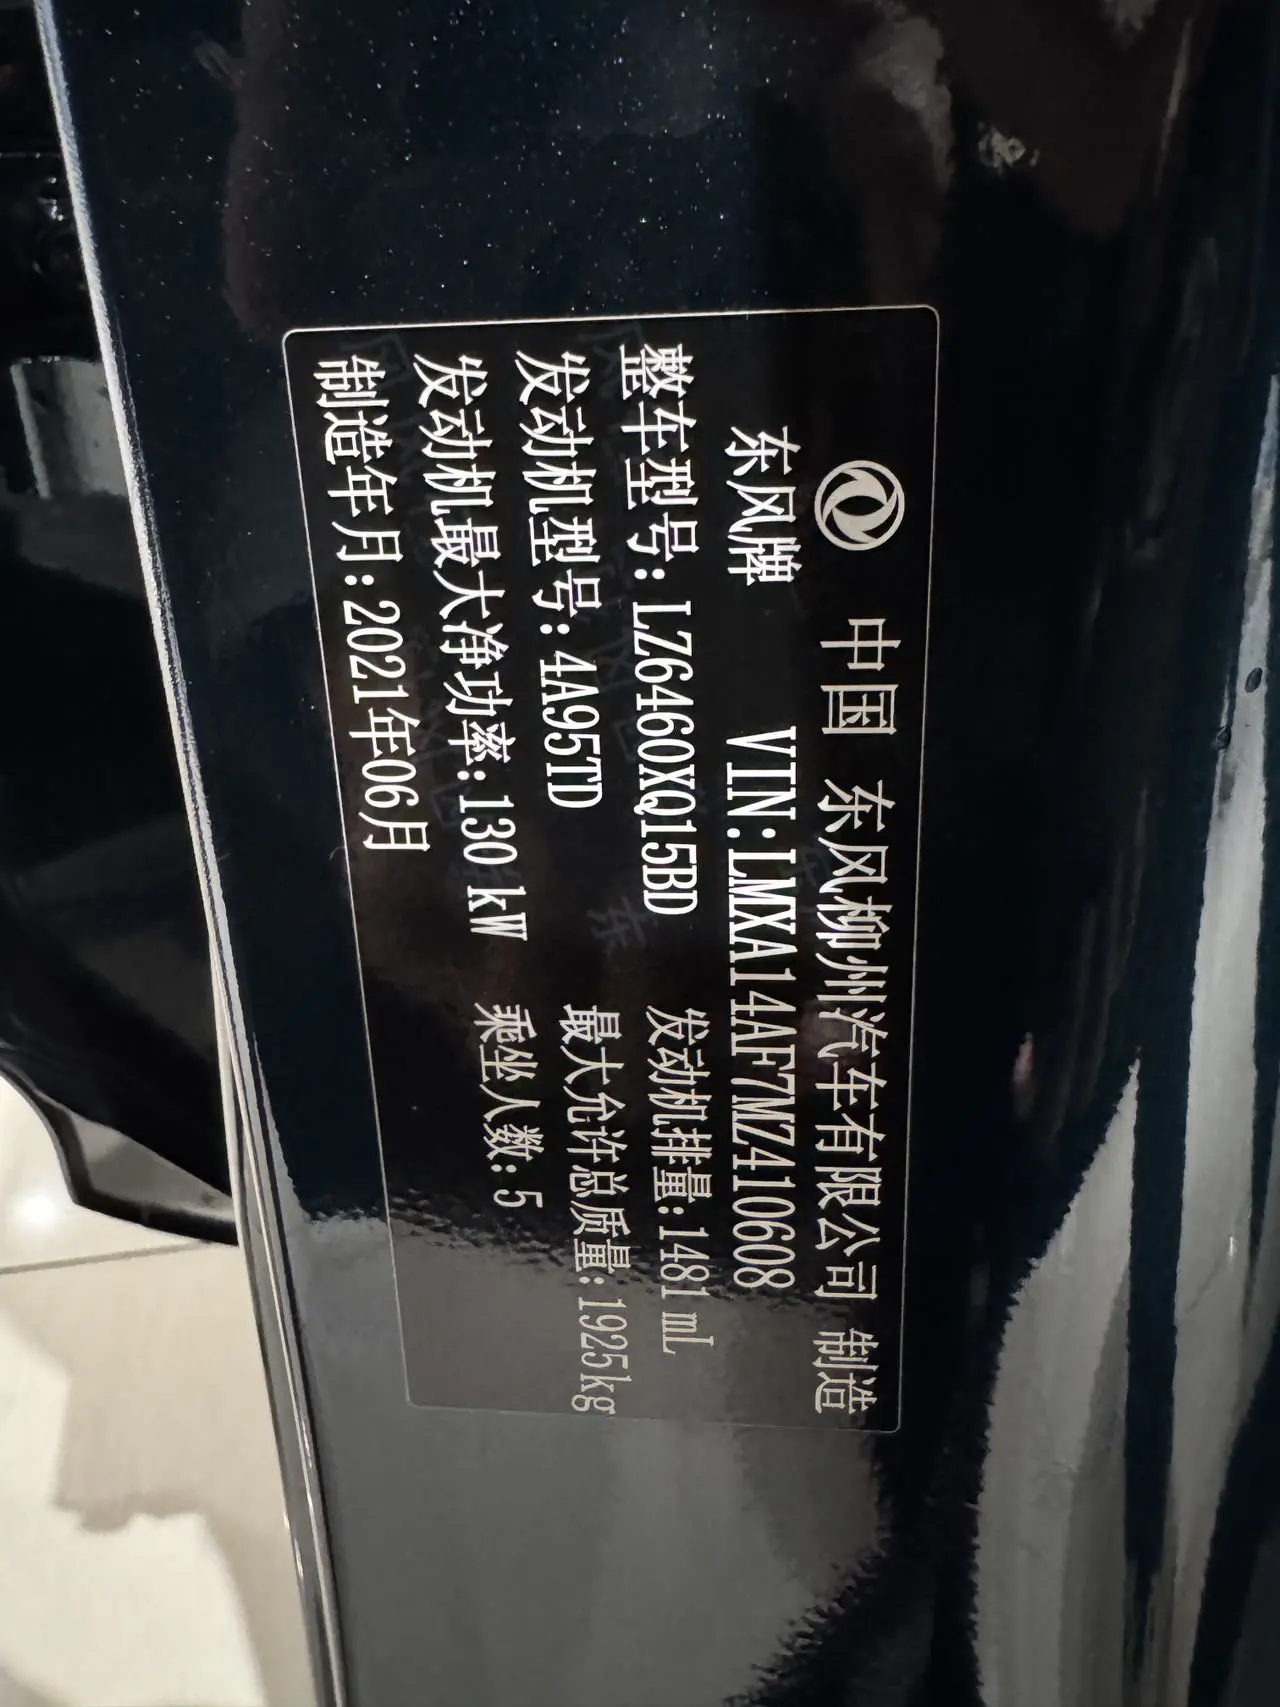 中国 东风柳州汽车有限公司 制造
东风牌 VIN:LMXA14AF7MZ410608
整车型号:LZ6460XQ15BD 发动机排量:1481 mL
发动机型号:4A95TD 最大允许总质量:1925kg
发动机最大净功率:130 kW 乘坐人数:5
制造年月:2021年06月